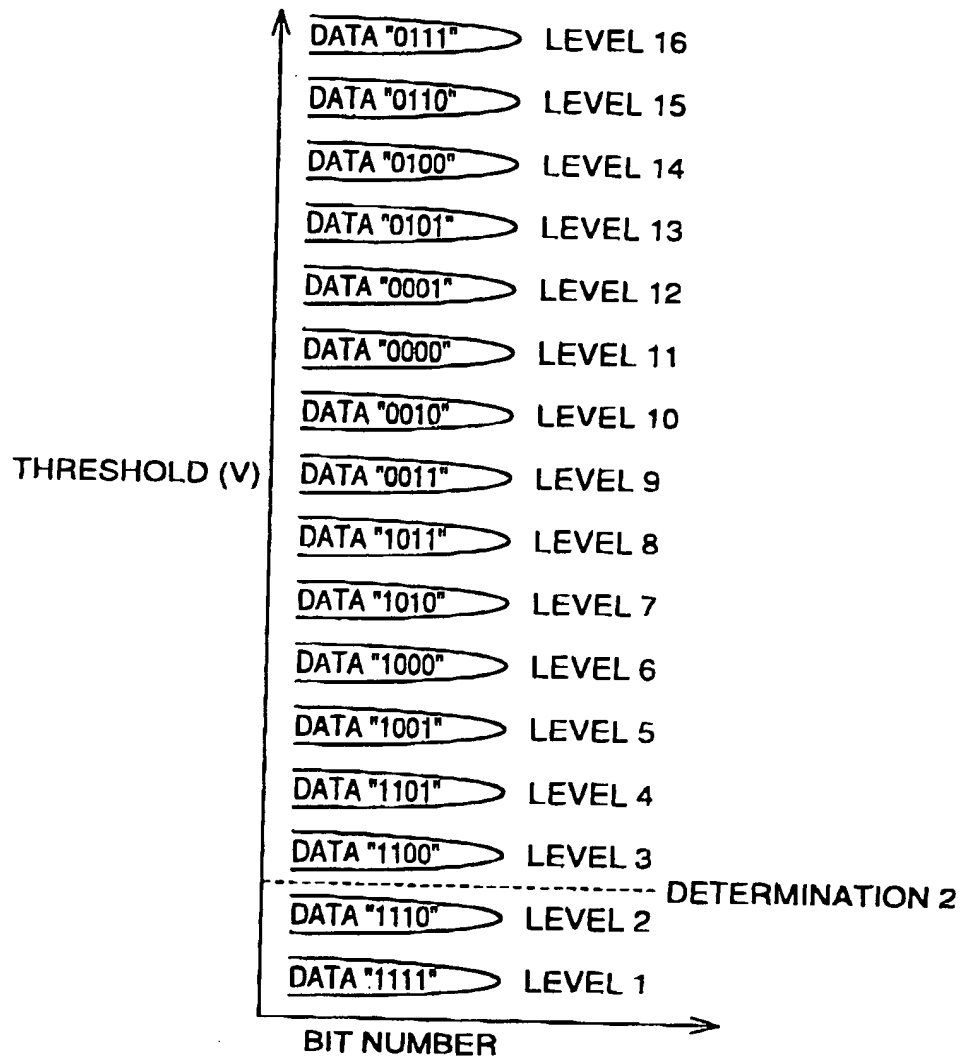 DATA "0111" LEVEL 16
DATA "0110" LEVEL 15
DATA "0100" LEVEL 14
DATA "0101" LEVEL 13
DATA "0001" LEVEL 12
DATA "0000" LEVEL 11
DATA "0010" LEVEL 10
THRESHOLD (V)
DATA "0011" LEVEL 9
DATA "1011" LEVEL 8
DATA "1010" LEVEL 7
DATA "1000" LEVEL 6
DATA "1001" LEVEL 5
DATA "1101" LEVEL 4
DATA "1100" LEVEL 3
DETERMINATION 2
DATA "1110" LEVEL 2
DATA "1111" LEVEL 1
BIT NUMBER